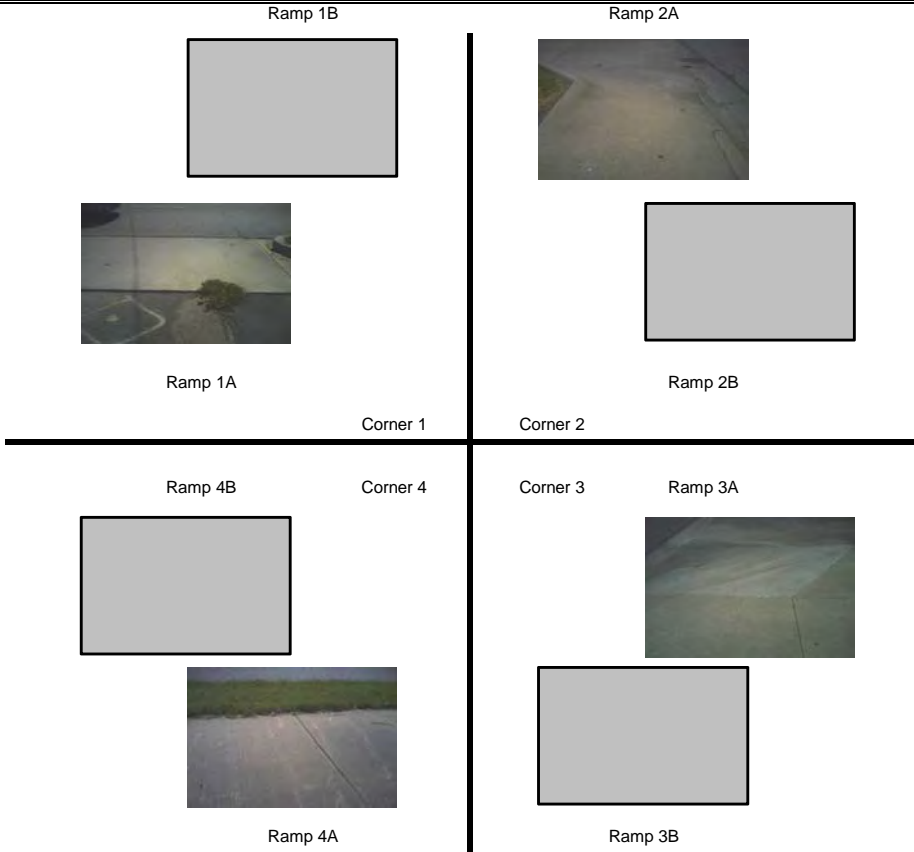 Ramp 1B Ramp 2A
Ramp 1A Ramp 2B
Corner 1 Corner 2
Ramp 4B Corner 4 Corner 3 Ramp 3A
Ramp 4A Ramp 3B